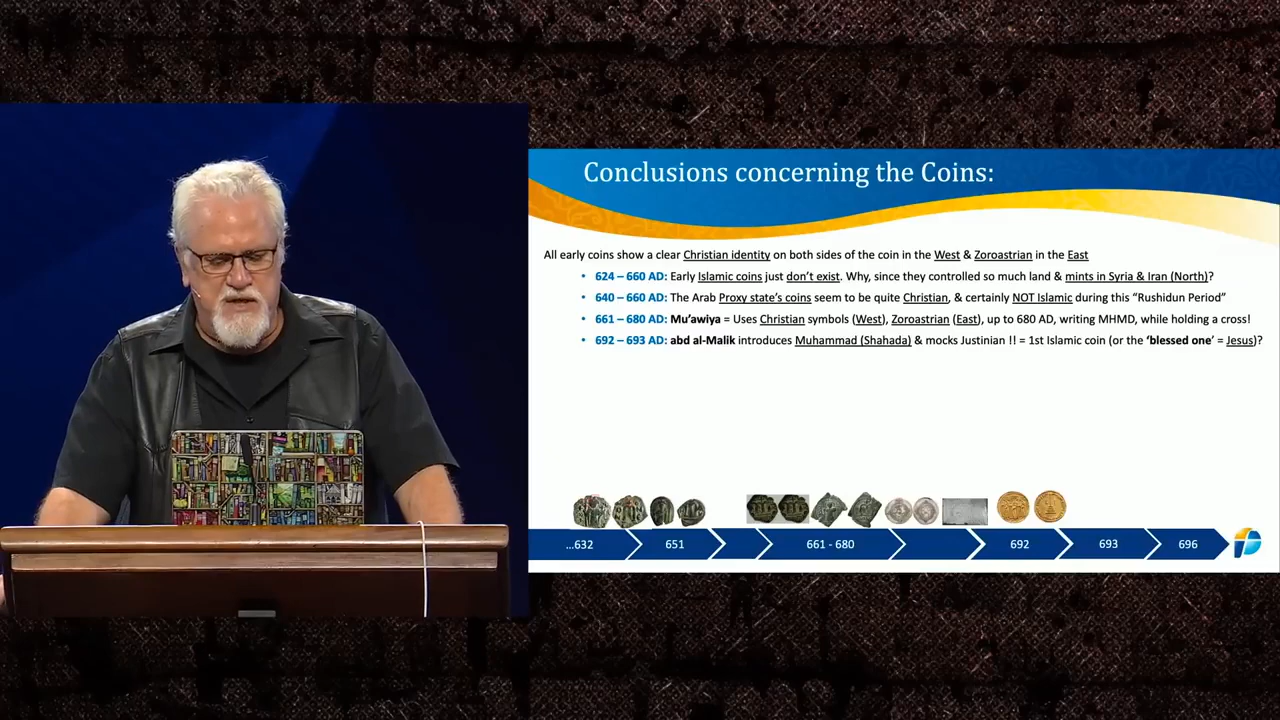 Conclusions concerning the Coins:
All early coins show a clear Christian identity on both sides of the coin in the West & Zoroastrian in the East
• 624 – 660 AD: Early Islamic coins just don't exist. Why, since they controlled so much land & mints in Syria & Iran (North)?
• 640 – 660 AD: The Arab Proxy state's coins seem to be quite Christian, & certainly NOT Islamic during this "Rushidun Period"
• 661 – 680 AD: Mu'awiya = Uses Christian symbols (West), Zoroastrian (East), up to 680 AD, writing MHMD, while holding a cross!
• 692 – 693 AD: abd al-Malik introduces Muhammad (Shahada) & mocks Justinian !! = 1st Islamic coin (or the 'blessed one' = Jesus)?
...632 651 661 - 680 692 693 696